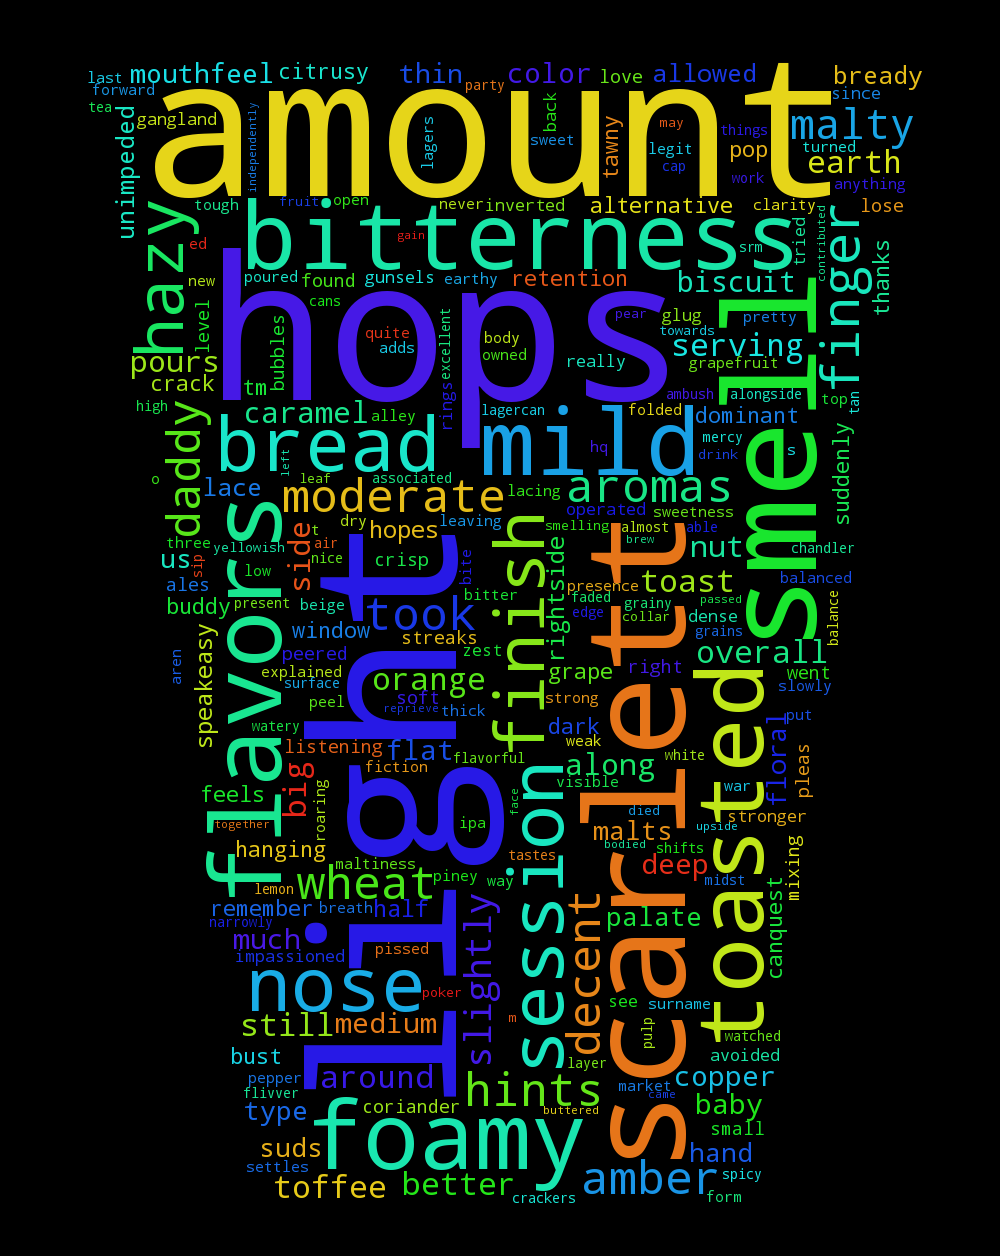 last mouthfeel citrusy thin color love allowed bready
forward party since
tea gangland amount back tawny may things malty
unimpeded independently lagers sweet legit pop turned
cap work earth anything
tough fruit open never inverted alternative clarity lose
hazy ed bitterness gain srm tried contributed finger thanks
new poured found gunsels earthy retention biscuit
level cans hops pear glug pretty
bubbles quite adds excellent body owned towards serving
pours really grapefruit smell
crack tm rings ambush alongside tan top
high caramel alley lagercan folded dominant
daddy bread left mild hq mercy drink s suddenly
o lace leaf associated lacing aromas
moderate operated sweetness
three t dry hopes leaving smelling almost able
yellowish side air crisp finish brew nut chandler
us sip low nice bite rightside presence toast balanced
ales flavors light bitter faded grainy passed
buddy present beige took edge collar dense balance
speakeasy window streaks scarlett grains
aren peered zest grape right overall
explained orange went
surface soft strong slowly
peel reprieve thick toasted
watery dark floral put
listening flat weak white pleas
big fiction flavorful along
feels roaring face session visible war
together ipa malts died upside stronger
hanging tastes bodied shifts mixing
maltiness deep
lemon wheat piney way midst
remember breath half slightly decent palate canquest
narrowly much pissed
impassioned
nose poker see surname
still medium m pulp watched
bust layer avoided
pepper around hints market copper
flivver came
type coriander buttered baby
foamy small
suds hand
settles toffee better amber spicy
crackers form